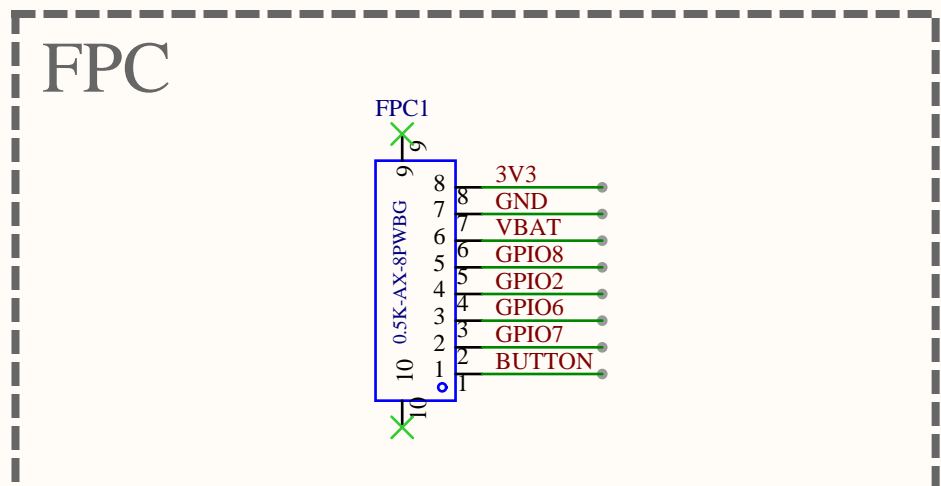 FPC
FPC1
9
9
8 8 3V3
7 7 GND
6 6 VBAT
5 5 GPIO8
4 4 GPIO2
3 3 GPIO6
2 2 GPIO7
1 1 BUTTON
0.5K-AX-8PWBG
10
10